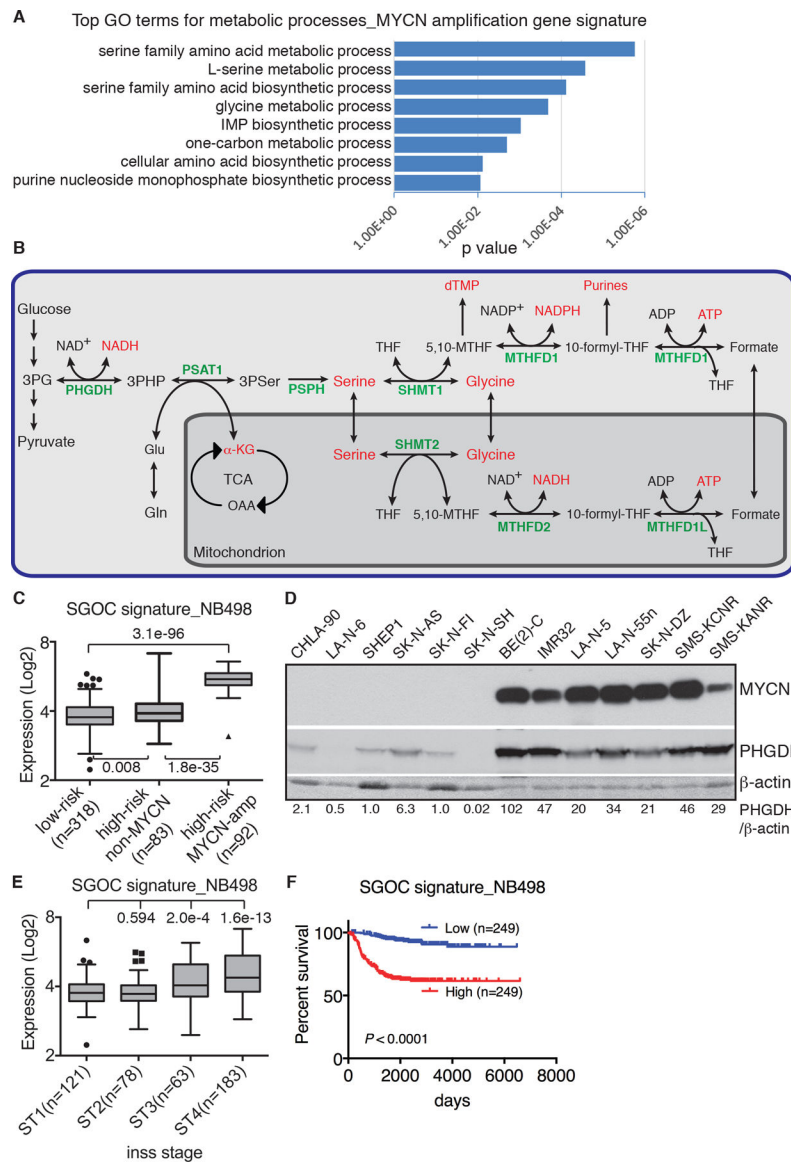 A
Top GO terms for metabolic processes_MYCN amplification gene signature
serine family amino acid metabolic process
L-serine metabolic process
serine family amino acid biosynthetic process
glycine metabolic process
IMP biosynthetic process
one-carbon metabolic process
cellular amino acid biosynthetic process
purine nucleoside monophosphate biosynthetic process
1.00E+00 1.00E-02 1.00E-04 1.00E-06
p value
B
Glucose
dTMP NADP+ NADPH Purines ADP ATP
NAD+ NADH
THF 5,10-MTHF MTHFD1 10-formyl-THF MTHFD1 Formate
3PG PHGDH 3PHP PSAT1 3PSer PSPH Serine SHMT1 Glycine THF
Pyruvate
Glu α-KG Serine SHMT2 Glycine
TCA NAD+ NADH ADP ATP
Gln OAA THF 5,10-MTHF MTHFD2 10-formyl-THF MTHFD1L Formate
Mitochondrion THF
C
SGOC signature_NB498
3.1e-96
Expression (Log2)
8
4
2
0.008 1.8e-35
low-risk (n=318)
high-risk non-MYCN (n=83)
high-risk MYCN-amp (n=92)
D
CHLA-90 LA-N-6 SHEP1 SK-N-AS SK-N-FI SK-N-SH BE(2)-C IMR32 LA-N-5 LA-N-55n SK-N-DZ SMS-KCNR SMS-KANR
MYCN
PHGDH
β-actin
2.1 0.5 1.0 6.3 1.0 0.02 102 47 20 34 21 46 29 PHGDH
/β-actin
E
SGOC signature_NB498
0.594 2.0e-4 1.6e-13
Expression (Log2)
8
4
2
ST1(n=121) ST2(n=78) ST3(n=63) ST4(n=183)
inss stage
F
SGOC signature_NB498
Percent survival
100
50
0
Low (n=249)
High (n=249)
P < 0.0001
0 2000 4000 6000 8000
days